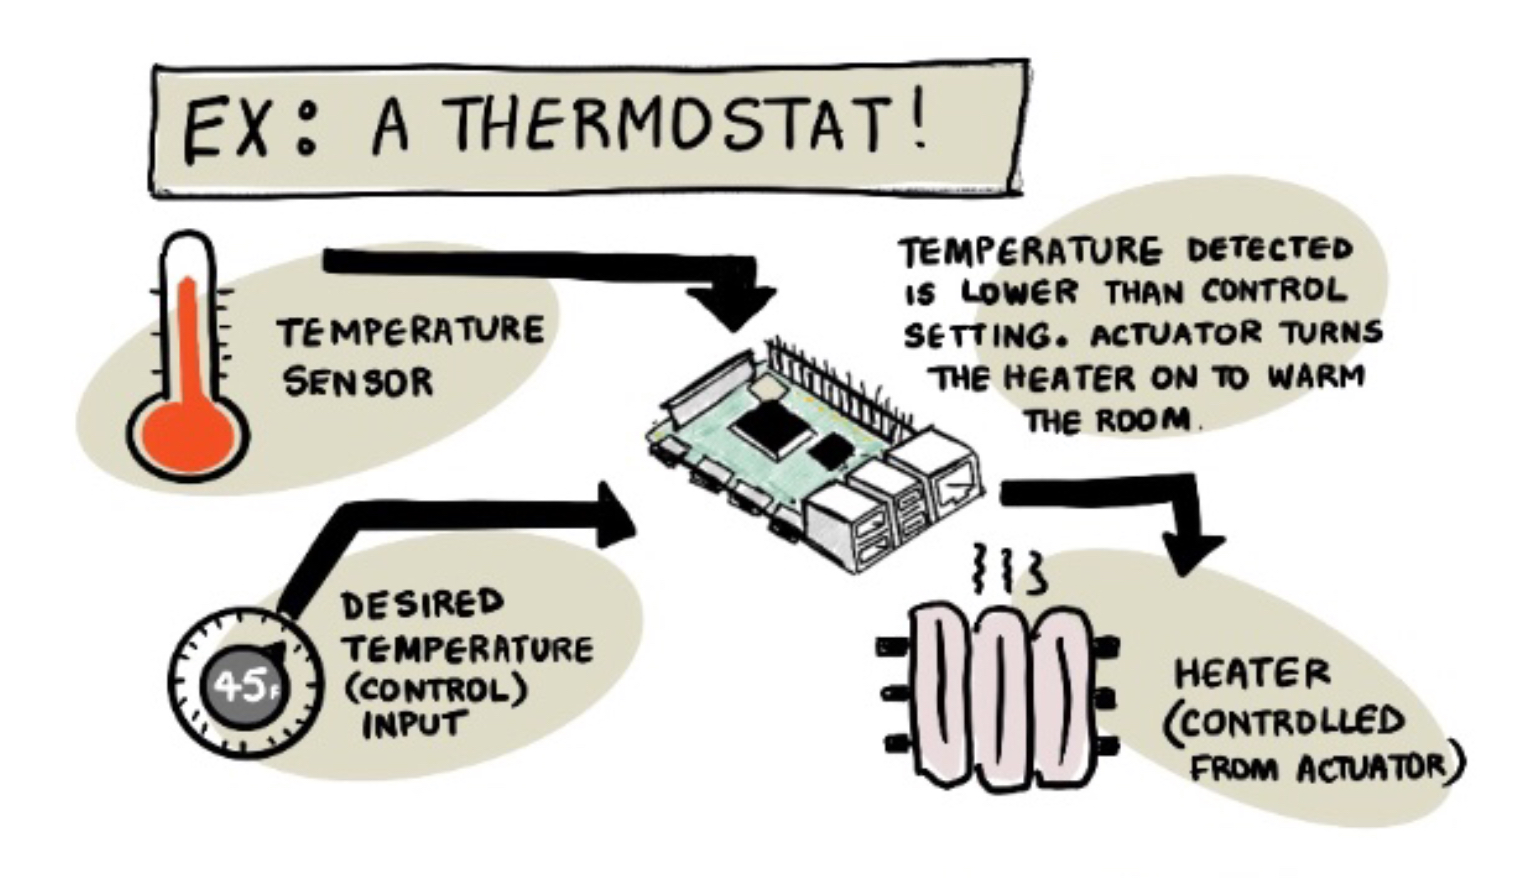 EX: A THERMOSTAT!
TEMPERATURE
SENSOR
TEMPERATURE DETECTED
IS LOWER THAN CONTROL
SETTING. ACTUATOR TURNS
THE HEATER ON TO WARM
THE ROOM.
45F
DESIRED
TEMPERATURE
(CONTROL)
INPUT
HEATER
(CONTROLLED
FROM ACTUATOR)